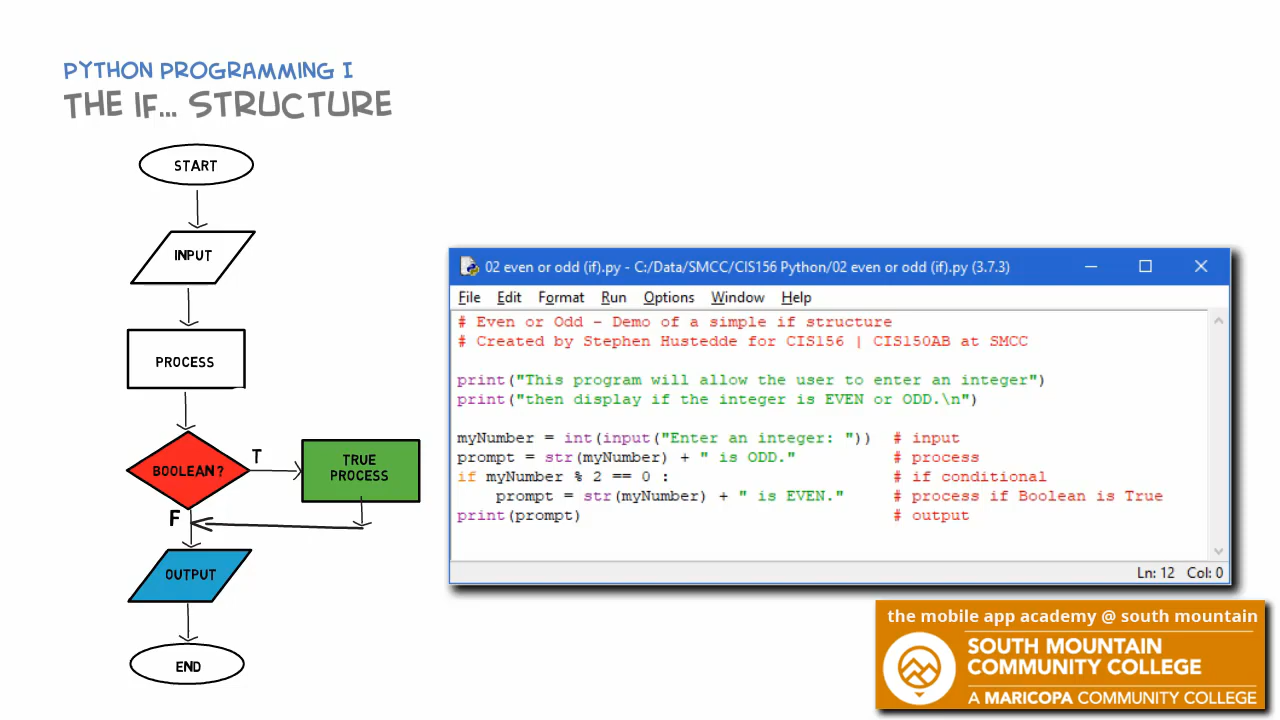 PYTHON PROGRAMMING I
THE IF... STRUCTURE
START
INPUT
PROCESS
BOOLEAN?
T
TRUE
PROCESS
F
OUTPUT
END
02 even or odd (if).py - C:/Data/SMCC/CIS156 Python/02 even or odd (if).py (3.7.3)
File Edit Format Run Options Window Help
# Even or Odd - Demo of a simple if structure
# Created by Stephen Hustedde for CIS156 | CIS150AB at SMCC
print("This program will allow the user to enter an integer")
print("then display if the integer is EVEN or ODD.\n")
myNumber = int(input("Enter an integer: ")) # input
prompt = str(myNumber) + " is ODD." # process
if myNumber % 2 == 0 : # if conditional
prompt = str(myNumber) + " is EVEN." # process if Boolean is True
print(prompt) # output
Ln: 12 Col: 0
the mobile app academy @ south mountain
SOUTH MOUNTAIN
COMMUNITY COLLEGE
A MARICOPA COMMUNITY COLLEGE